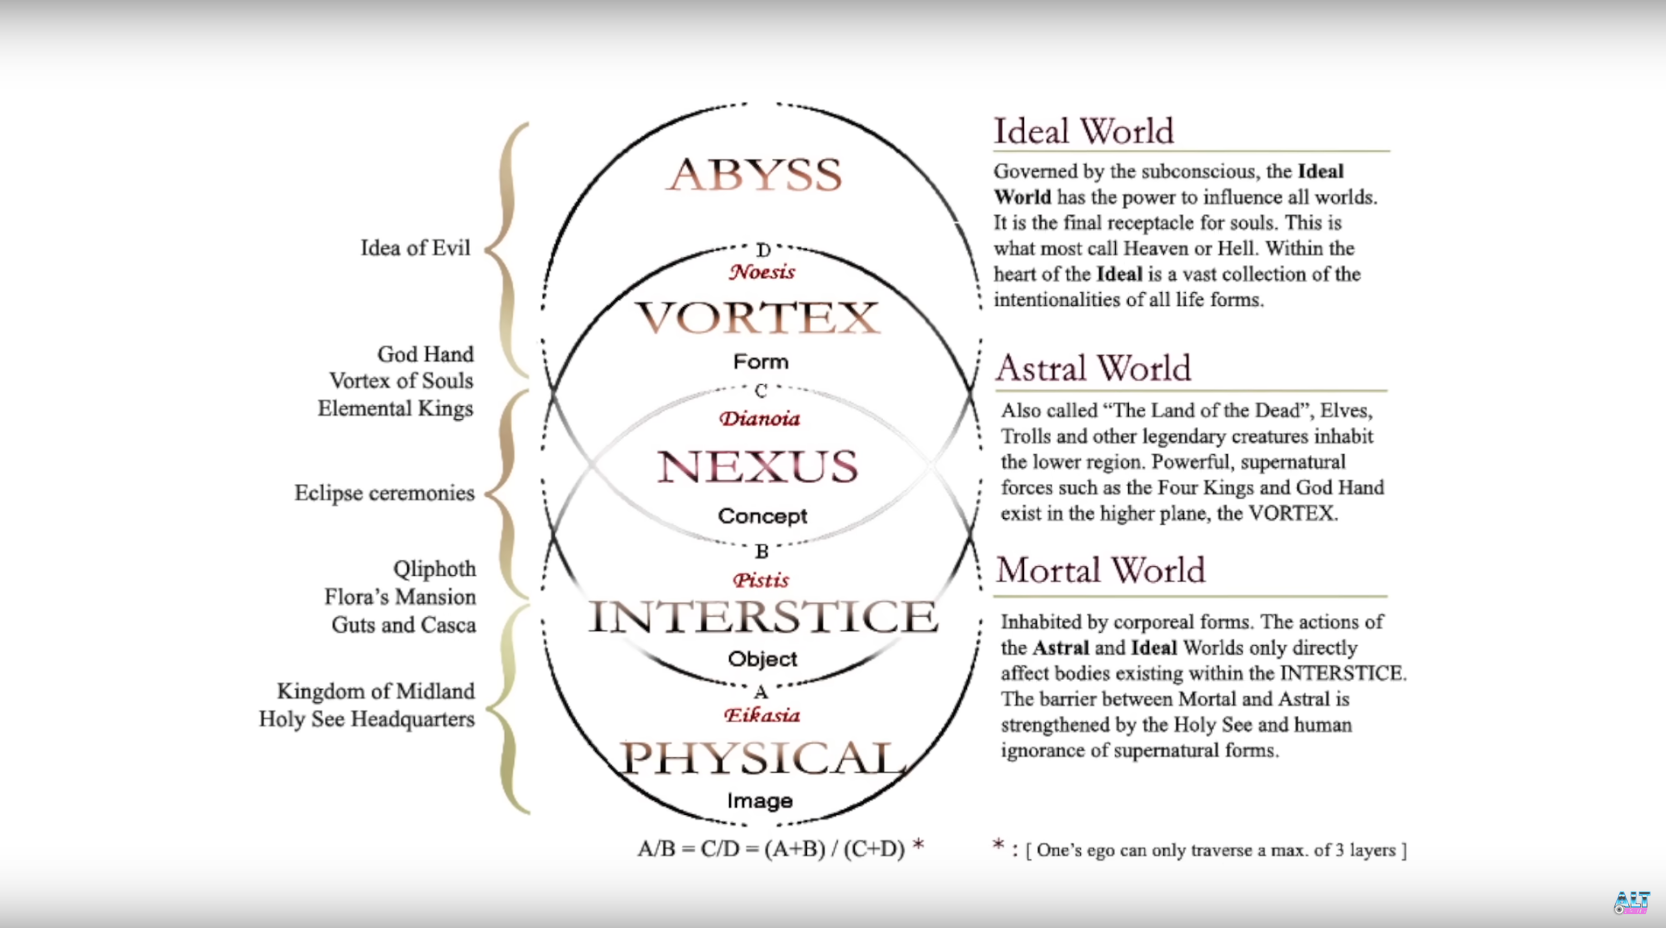 ABYSS
D
Noesis
VORTEX
Form
C
Dianoia
NEXUS
Concept
B
Pistis
INTERSTICE
Object
A
Eikasia
PHYSICAL
Image
A/B = C/D = (A+B) / (C+D) *
Idea of Evil
God Hand
Vortex of Souls
Elemental Kings
Eclipse ceremonies
Qliphoth
Flora's Mansion
Guts and Casca
Kingdom of Midland
Holy See Headquarters
Ideal World
Governed by the subconscious, the Ideal
World has the power to influence all worlds.
It is the final receptacle for souls. This is
what most call Heaven or Hell. Within the
heart of the Ideal is a vast collection of the
intentionalities of all life forms.
Astral World
Also called “The Land of the Dead”, Elves,
Trolls and other legendary creatures inhabit
the lower region. Powerful, supernatural
forces such as the Four Kings and God Hand
exist in the higher plane, the VORTEX.
Mortal World
Inhabited by corporeal forms. The actions of
the Astral and Ideal Worlds only directly
affect bodies existing within the INTERSTICE.
The barrier between Mortal and Astral is
strengthened by the Holy See and human
ignorance of supernatural forms.
* : [ One's ego can only traverse a max. of 3 layers ]
ALT